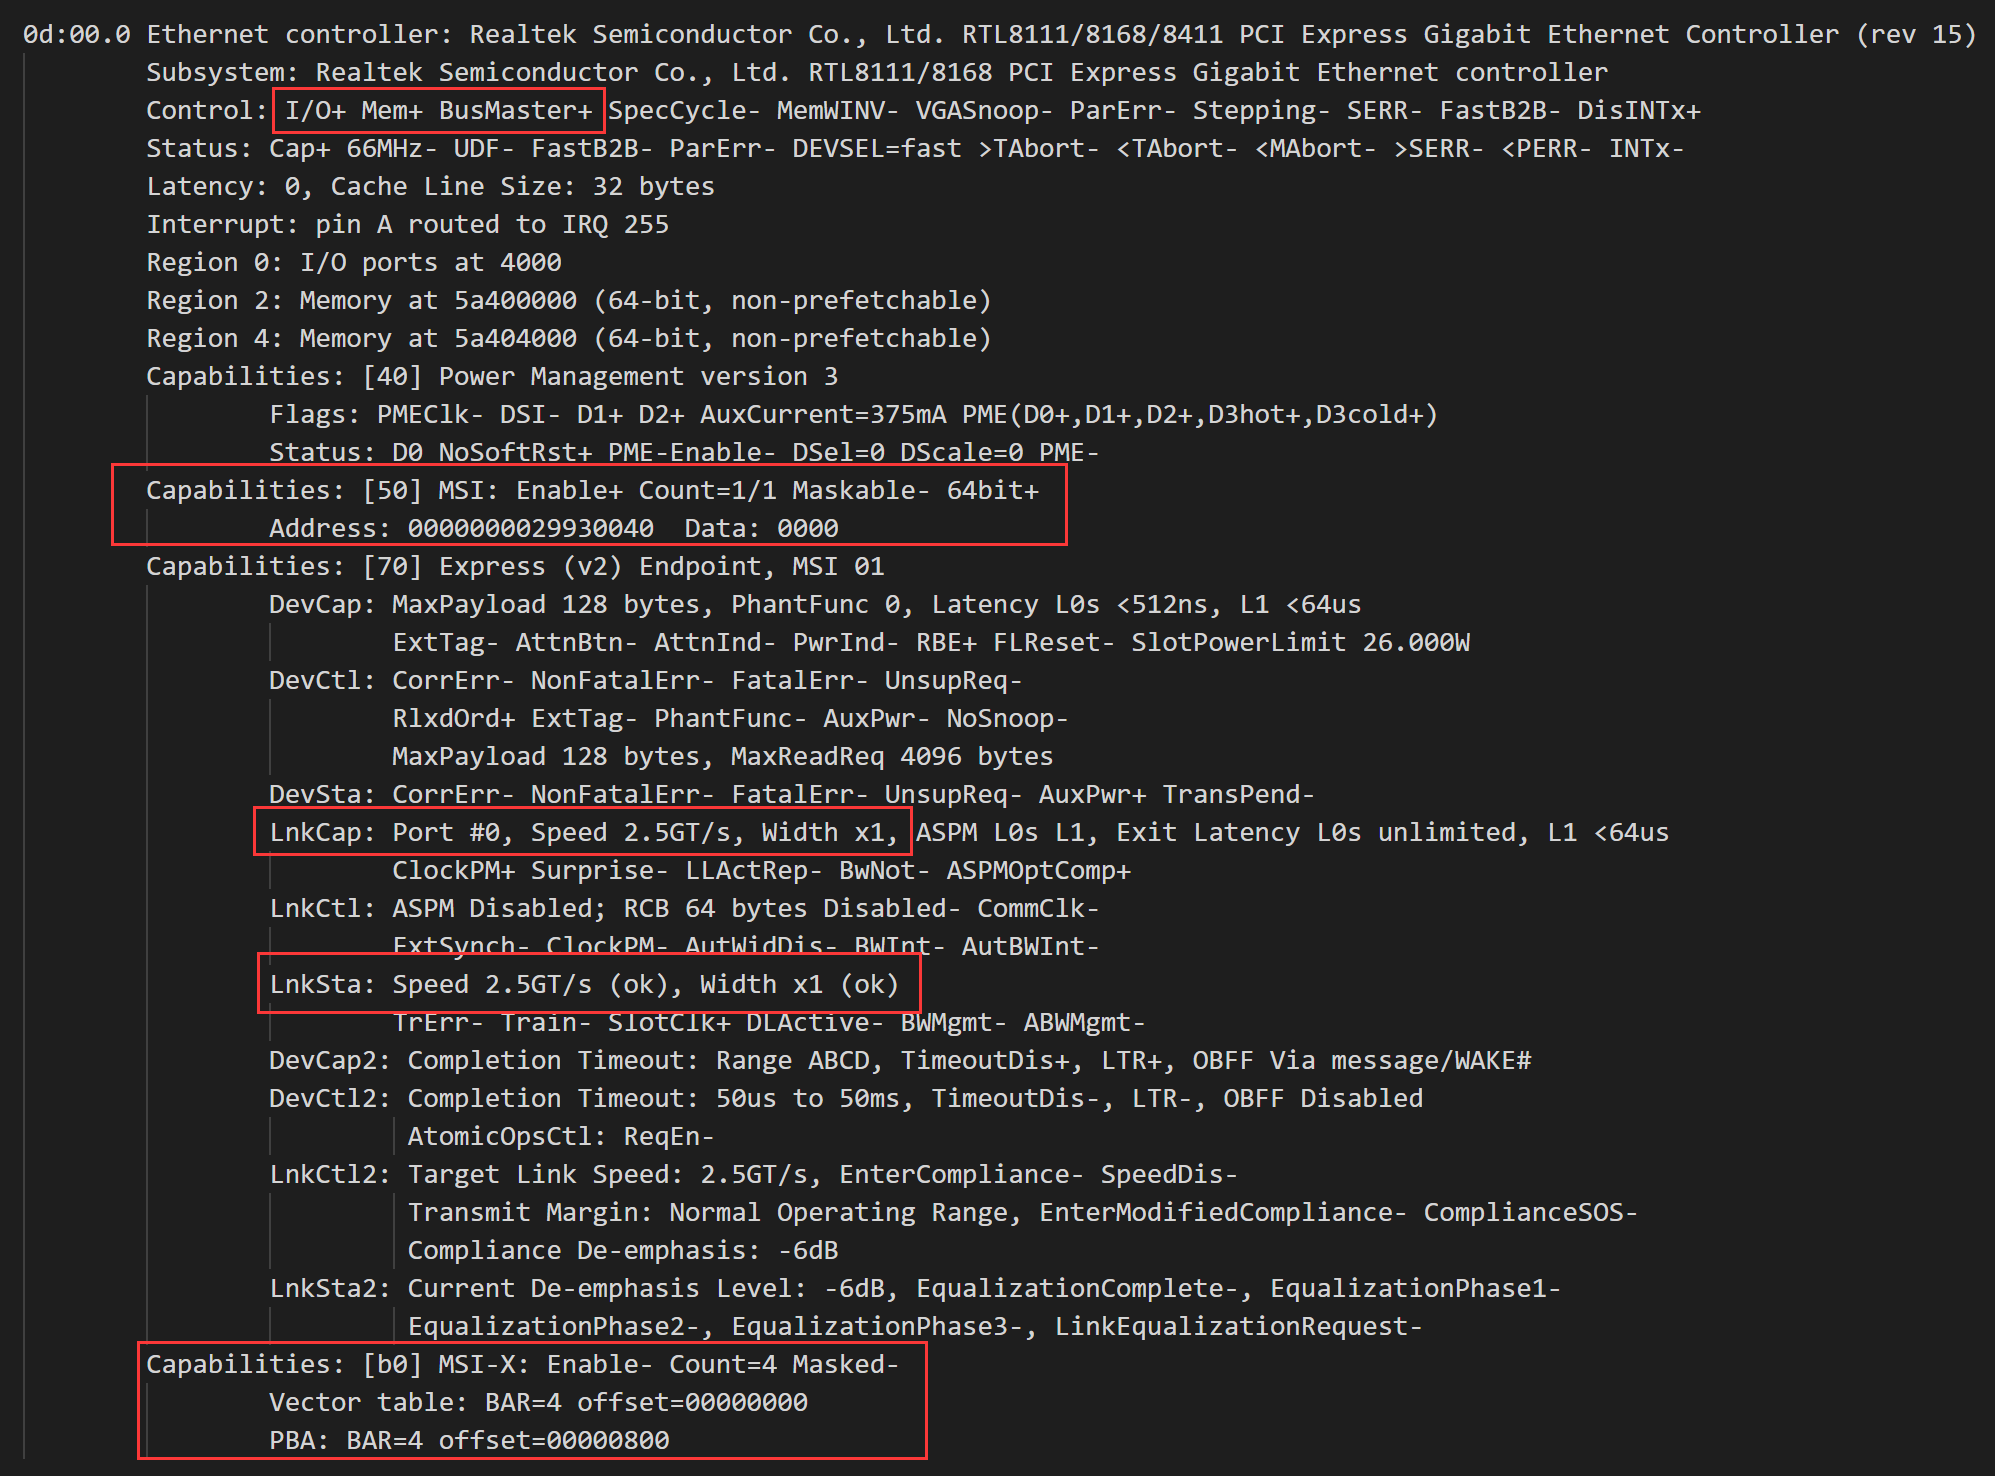 0d:00.0 Ethernet controller: Realtek Semiconductor Co., Ltd. RTL8111/8168/8411 PCI Express Gigabit Ethernet Controller (rev 15)
Subsystem: Realtek Semiconductor Co., Ltd. RTL8111/8168 PCI Express Gigabit Ethernet controller
Control: I/O+ Mem+ BusMaster+ SpecCycle- MemWINV- VGASnoop- ParErr- Stepping- SERR- FastB2B- DisINTx+
Status: Cap+ 66MHz- UDF- FastB2B- ParErr- DEVSEL=fast >TAbort- <TAbort- <MAbort- >SERR- <PERR- INTx-
Latency: 0, Cache Line Size: 32 bytes
Interrupt: pin A routed to IRQ 255
Region 0: I/O ports at 4000
Region 2: Memory at 5a400000 (64-bit, non-prefetchable)
Region 4: Memory at 5a404000 (64-bit, non-prefetchable)
Capabilities: [40] Power Management version 3
Flags: PMEClk- DSI- D1+ D2+ AuxCurrent=375mA PME(D0+,D1+,D2+,D3hot+,D3cold+)
Status: D0 NoSoftRst+ PME-Enable- DSel=0 DScale=0 PME-
Capabilities: [50] MSI: Enable+ Count=1/1 Maskable- 64bit+
Address: 0000000029930040  Data: 0000
Capabilities: [70] Express (v2) Endpoint, MSI 01
DevCap: MaxPayload 128 bytes, PhantFunc 0, Latency L0s <512ns, L1 <64us
ExtTag- AttnBtn- AttnInd- PwrInd- RBE+ FLReset- SlotPowerLimit 26.000W
DevCtl: CorrErr- NonFatalErr- FatalErr- UnsupReq-
RlxdOrd+ ExtTag- PhantFunc- AuxPwr- NoSnoop-
MaxPayload 128 bytes, MaxReadReq 4096 bytes
DevSta: CorrErr- NonFatalErr- FatalErr- UnsupReq- AuxPwr+ TransPend-
LnkCap: Port #0, Speed 2.5GT/s, Width x1, ASPM L0s L1, Exit Latency L0s unlimited, L1 <64us
ClockPM+ Surprise- LLActRep- BwNot- ASPMOptComp+
LnkCtl: ASPM Disabled; RCB 64 bytes Disabled- CommClk-
ExtSynch- ClockPM- AutWidDis- BWInt- AutBWInt-
LnkSta: Speed 2.5GT/s (ok), Width x1 (ok)
TrErr- Train- SlotClk+ DLActive- BWMgmt- ABWMgmt-
DevCap2: Completion Timeout: Range ABCD, TimeoutDis+, LTR+, OBFF Via message/WAKE#
DevCtl2: Completion Timeout: 50us to 50ms, TimeoutDis-, LTR-, OBFF Disabled
AtomicOpsCtl: ReqEn-
LnkCtl2: Target Link Speed: 2.5GT/s, EnterCompliance- SpeedDis-
Transmit Margin: Normal Operating Range, EnterModifiedCompliance- ComplianceSOS-
Compliance De-emphasis: -6dB
LnkSta2: Current De-emphasis Level: -6dB, EqualizationComplete-, EqualizationPhase1-
EqualizationPhase2-, EqualizationPhase3-, LinkEqualizationRequest-
Capabilities: [b0] MSI-X: Enable- Count=4 Masked-
Vector table: BAR=4 offset=00000000
PBA: BAR=4 offset=00000800